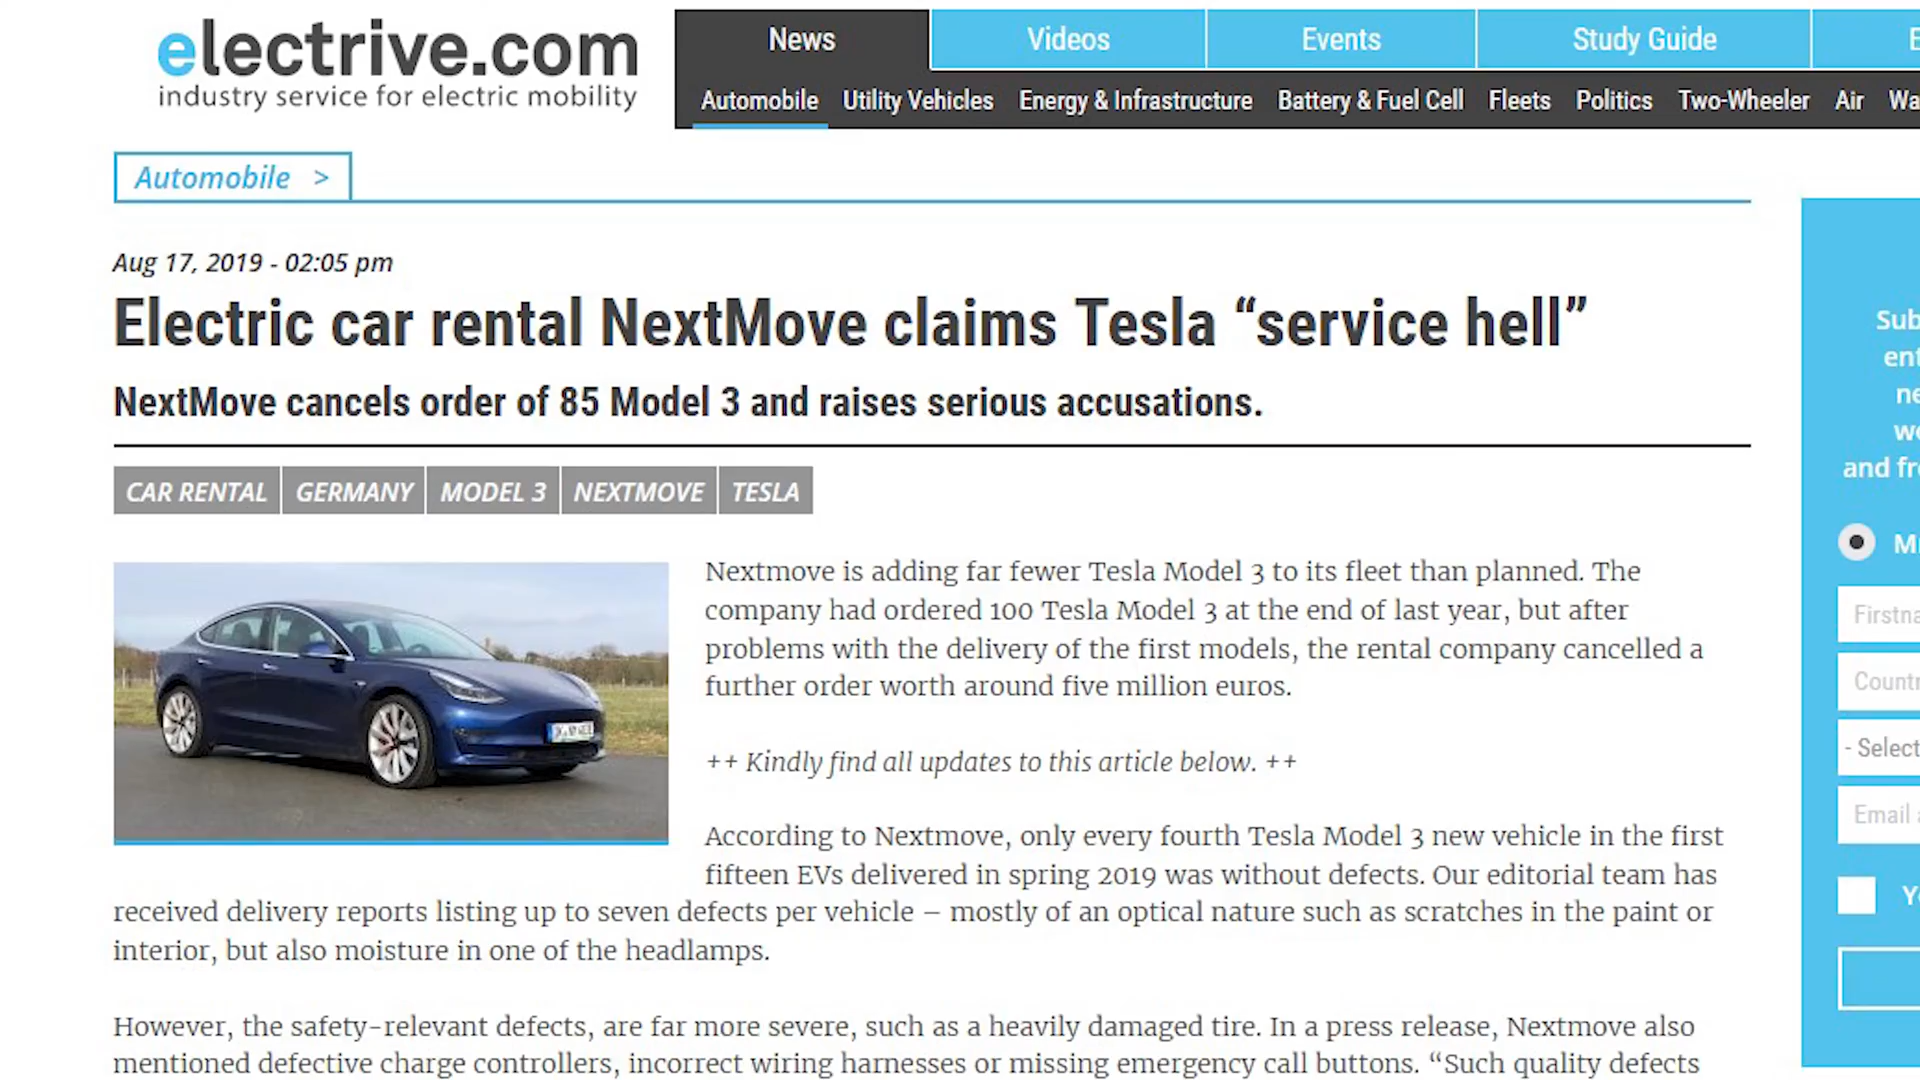 electrive.com
industry service for electric mobility
News
Videos
Events
Study Guide
Automobile
Utility Vehicles
Energy & Infrastructure
Battery & Fuel Cell
Fleets
Politics
Two-Wheeler
Air
Automobile >
Aug 17, 2019 - 02:05 pm
Electric car rental NextMove claims Tesla “service hell”
NextMove cancels order of 85 Model 3 and raises serious accusations.
CAR RENTAL
GERMANY
MODEL 3
NEXTMOVE
TESLA
Nextmove is adding far fewer Tesla Model 3 to its fleet than planned. The
company had ordered 100 Tesla Model 3 at the end of last year, but after
problems with the delivery of the first models, the rental company cancelled a
further order worth around five million euros.
++ Kindly find all updates to this article below. ++
According to Nextmove, only every fourth Tesla Model 3 new vehicle in the first
fifteen EVs delivered in spring 2019 was without defects. Our editorial team has
received delivery reports listing up to seven defects per vehicle – mostly of an optical nature such as scratches in the paint or
interior, but also moisture in one of the headlamps.
However, the safety-relevant defects, are far more severe, such as a heavily damaged tire. In a press release, Nextmove also
mentioned defective charge controllers, incorrect wiring harnesses or missing emergency call buttons. “Such quality defects
and
- Select
Email